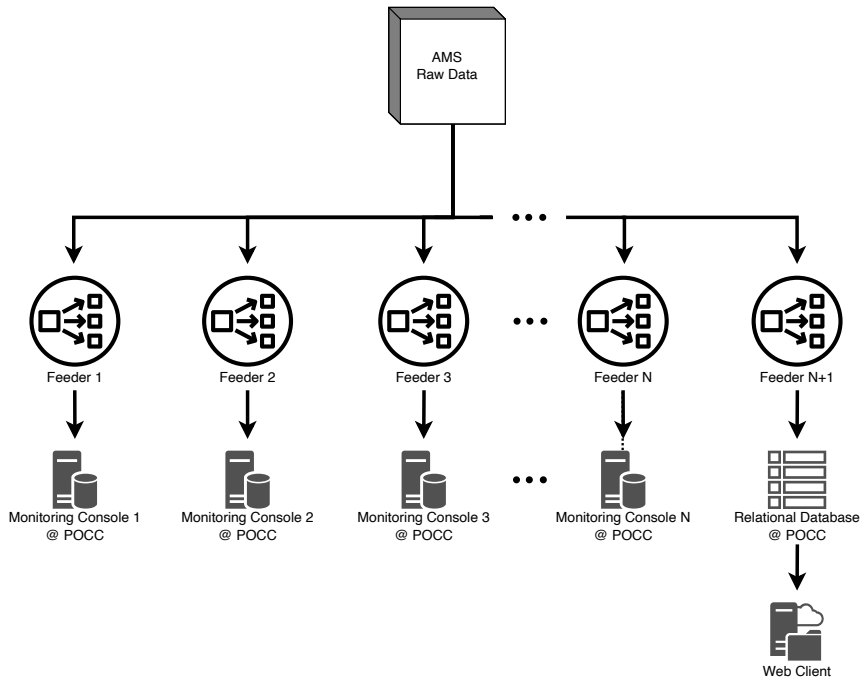 AMS
Raw Data
Feeder 1
Feeder 2
Feeder 3
Feeder N
Feeder N+1
Monitoring Console 1
@ POCC
Monitoring Console 2
@ POCC
Monitoring Console 3
@ POCC
Monitoring Console N
@ POCC
Relational Database
@ POCC
Web Client